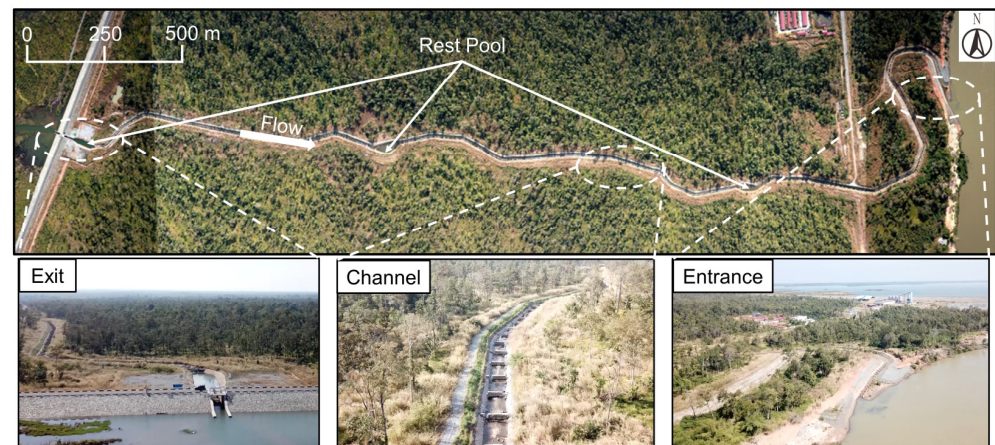 0 250 500 m
Rest Pool
N
Flow
Exit
Channel
Entrance